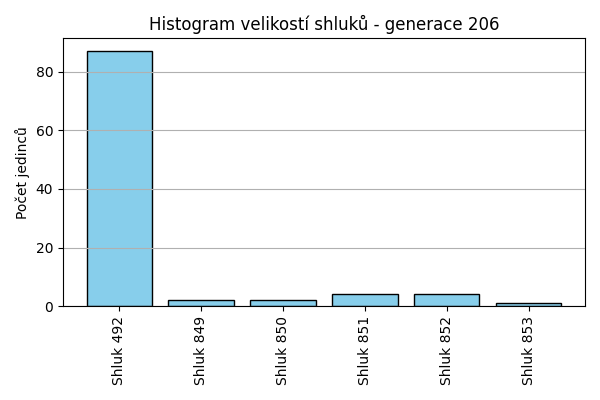 Histogram velikostí shluků - generace 206
Počet jedinců
80
60
40
20
0
Shluk 492
Shluk 849
Shluk 850
Shluk 851
Shluk 852
Shluk 853